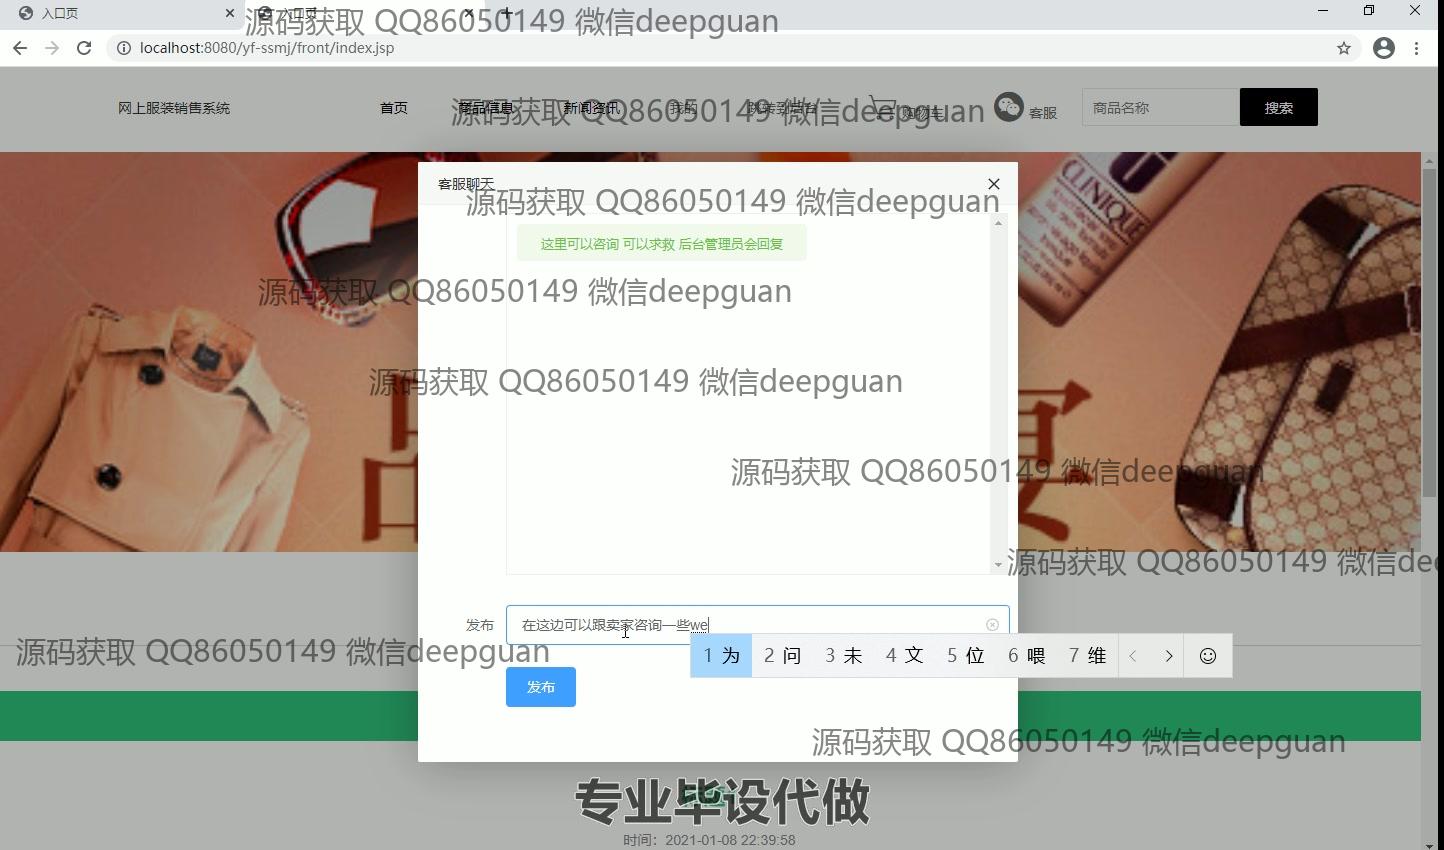 入口页
入口页
源码获取 QQ86050149 微信deepguan
localhost:8080/yf-ssmj/front/index.jsp
网上服装销售系统 首页 商品信息 新闻资讯 我的 跳转到后台 购物车 客服 商品名称 搜索
源码获取 QQ86050149 微信deepguan
客服聊天
源码获取 QQ86050149 微信deepguan
CLINIQUE
这里可以咨询 可以求救 后台管理员会回复
源码获取 QQ86050149 微信deepguan
源码获取 QQ86050149 微信deepguan
源码获取 QQ86050149 微信deepguan
源码获取 QQ86050149 微信dee
发布 在这边可以跟卖家咨询一些we
源码获取 QQ86050149 微信deepguan
1 为 2 问 3 未 4 文 5 位 6 喂 7 维
发布
源码获取 QQ86050149 微信deepguan
专业毕设代做
时间：2021-01-08 22:39:58